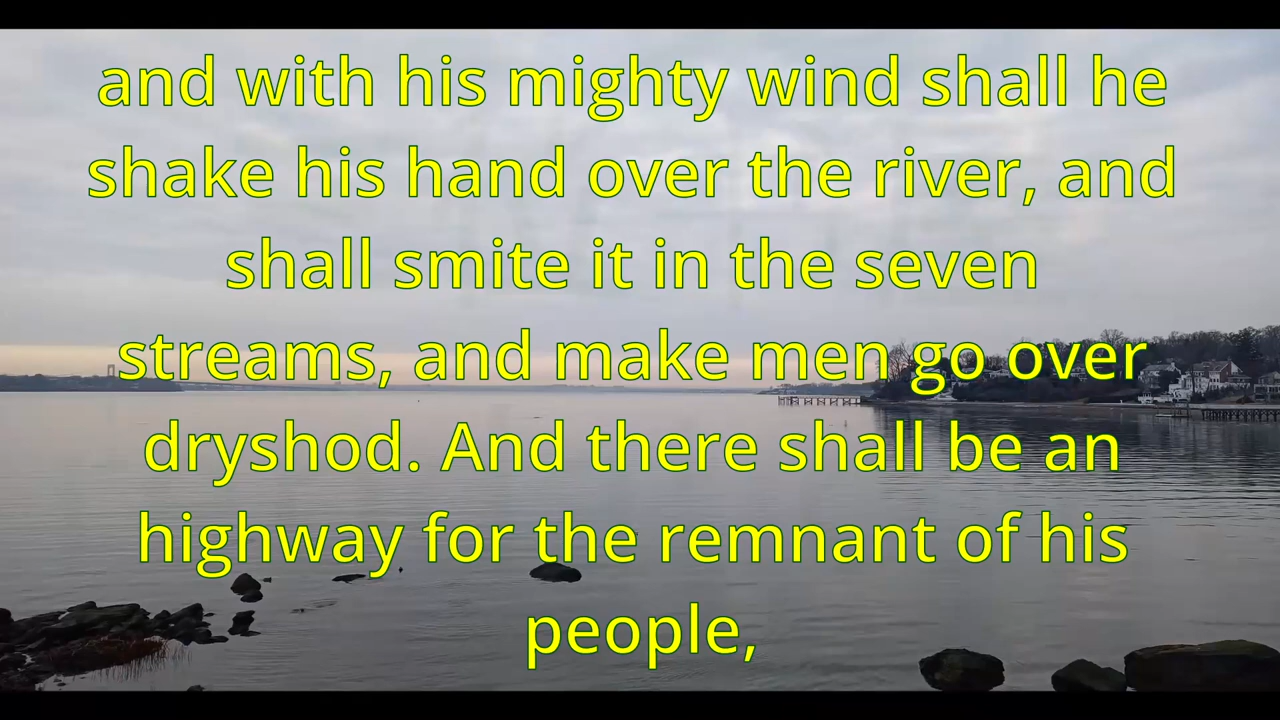 and with his mighty wind shall he
shake his hand over the river, and
shall smite it in the seven
streams, and make men go over
dryshod. And there shall be an
highway for the remnant of his
people,